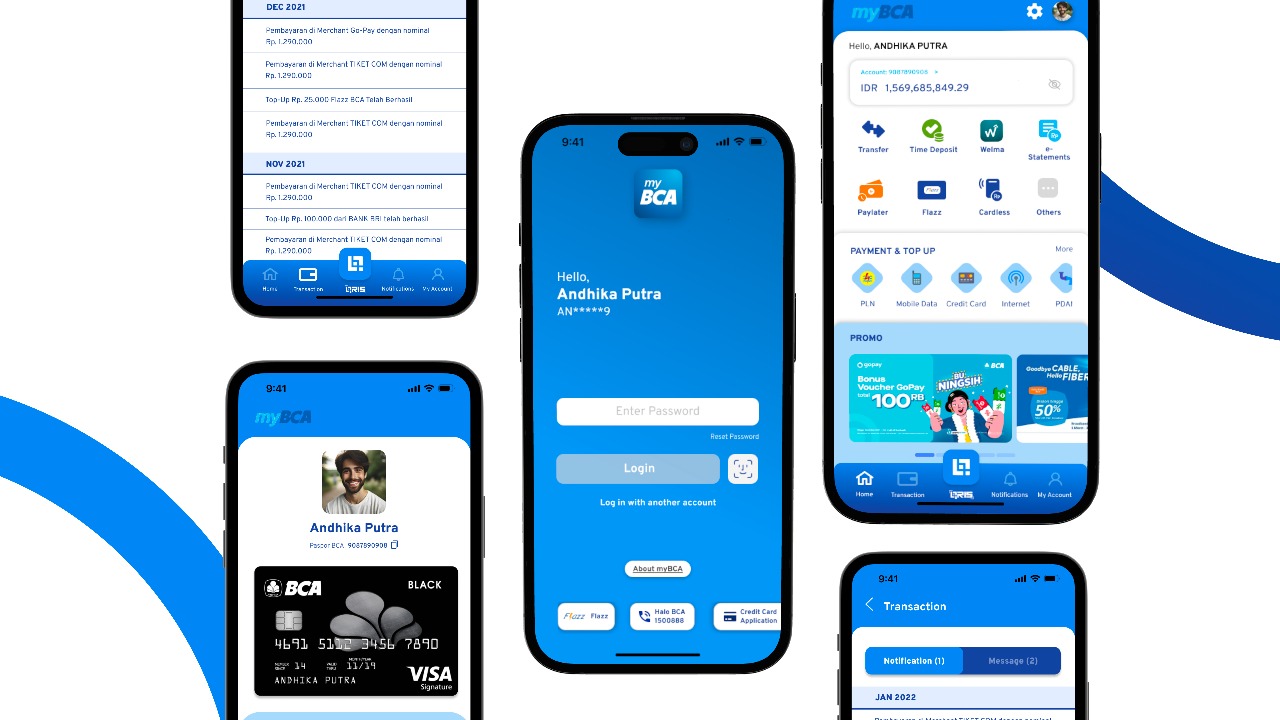 DEC 2021
Pembayaran di Merchant Go-Pay dengan nominal
Rp. 1.290.000
Pembayaran di Merchant TIKET COM dengan nominal
Rp. 1.290.000
Top-Up Rp. 25.000 Flazz BCA Telah Berhasil
Pembayaran di Merchant TIKET COM dengan nominal
Rp. 1.290.000
NOV 2021
Pembayaran di Merchant TIKET COM dengan nominal
Rp. 1.290.000
Top-Up Rp. 100.000 dari BANK BRI telah berhasil
Pembayaran di Merchant TIKET COM dengan nominal
Rp. 1.290.000
Home
Transaction
QRIS
Notifications
My Account
9:41
myBCA
Andhika Putra
Paspor BCA 9087890908
BCA
BLACK
4691 5112 3456 7890
MEMBER SINCE 14
VALID THRU
MONTH/YEAR
11/19
ANDHIKA PUTRA
VISA
Signature
9:41
my
BCA
Hello,
Andhika Putra
AN*****9
Enter Password
Reset Password
Login
Log in with another account
About myBCA
Flazz Flazz
Halo BCA
1500888
Credit Card
Application
myBCA
Hello, ANDHIKA PUTRA
Account: 9087890908 >
IDR 1,569,685,849.29
Transfer
Time Deposit
Welma
e-
Statements
Paylater
Flazz
Cardless
Others
PAYMENT & TOP UP
More
PLN
Mobile Data
Credit Card
Internet
PDAI
PROMO
gopay
BCA
Bonus
Voucher GoPay
total 100RB
BU
NINGSIH
Goodbye CABLE,
Hello FIBER
50%
Home
Transaction
QRIS
Notifications
My Account
9:41
Transaction
Notification (1)
Message (2)
JAN 2022